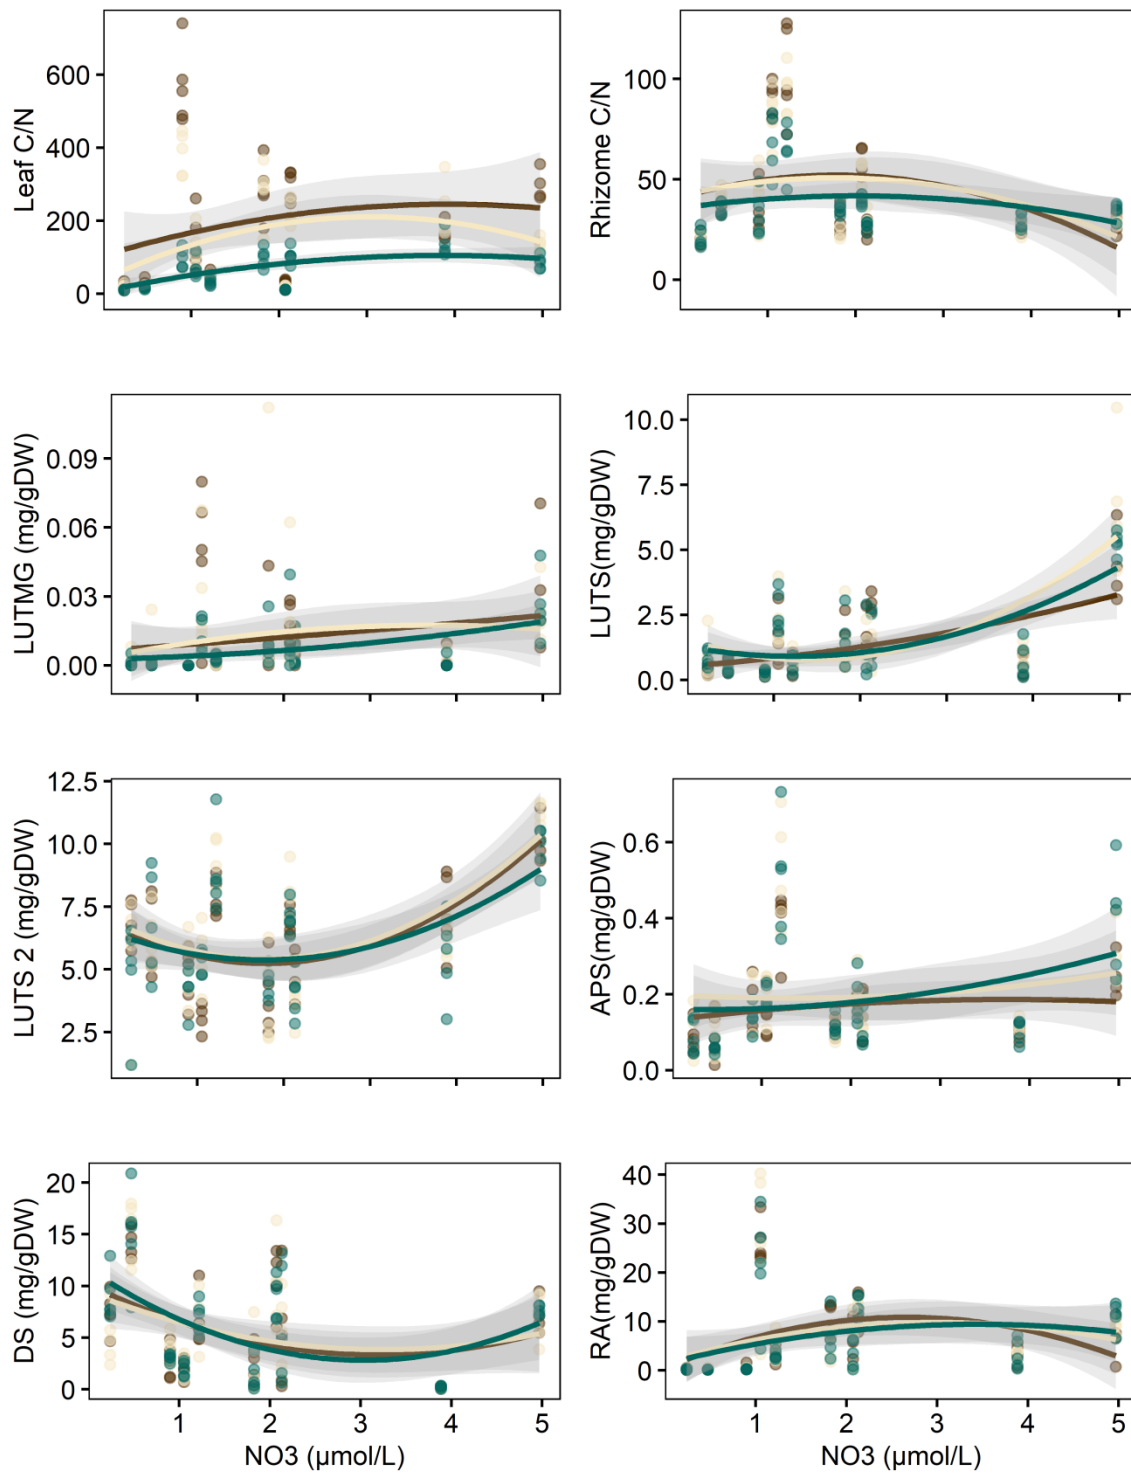 Leaf C/N
600
400
200
0
Rhizome C/N
100
50
0
LUTMG (mg/gDW)
0.09
0.06
0.03
0.00
LUTS(mg/gDW)
10.0
7.5
5.0
2.5
0.0
LUTS 2 (mg/gDW)
12.5
10.0
7.5
5.0
2.5
APS(mg/gDW)
0.6
0.4
0.2
0.0
DS (mg/gDW)
20
15
10
5
0
1 2 3 4 5
NO3 (µmol/L)
RA(mg/gDW)
40
30
20
10
0
1 2 3 4 5
NO3 (µmol/L)